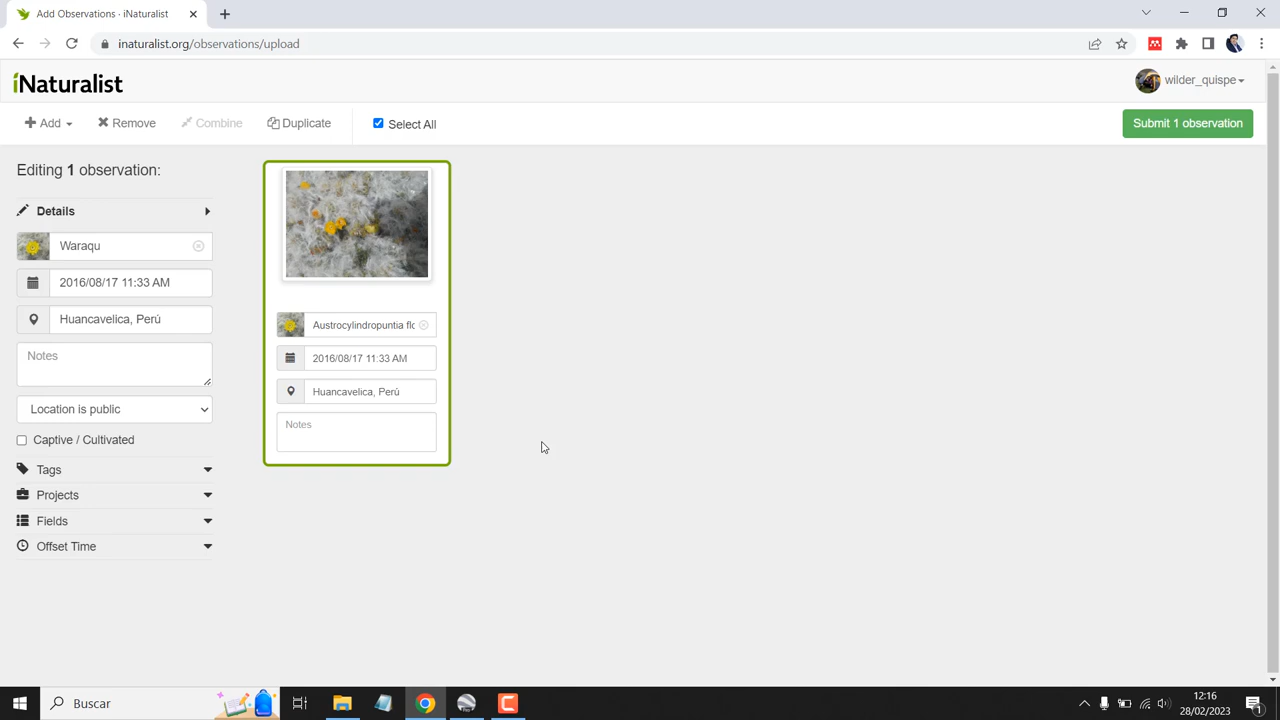 Add Observations · iNaturalist
inaturalist.org/observations/upload
iNaturalist
wilder_quispe
Add
Remove
Combine
Duplicate
Select All
Submit 1 observation
Editing 1 observation:
Details
Waraqu
2016/08/17 11:33 AM
Huancavelica, Perú
Notes
Location is public
Captive / Cultivated
Tags
Projects
Fields
Offset Time
Austrocylindropuntia flo
2016/08/17 11:33 AM
Huancavelica, Perú
Notes
Buscar
12:16
28/02/2023
1